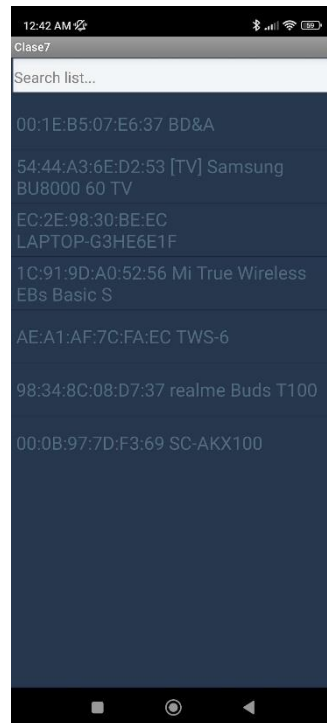 12:42 AM
59
Clase7
Search list...
00:1E:B5:07:E6:37 BD&A
54:44:A3:6E:D2:53 [TV] Samsung
BU8000 60 TV
EC:2E:98:30:BE:EC
LAPTOP-G3HE6E1F
1C:91:9D:A0:52:56 Mi True Wireless
EBs Basic S
AE:A1:AF:7C:FA:EC TWS-6
98:34:8C:08:D7:37 realme Buds T100
00:0B:97:7D:F3:69 SC-AKX100